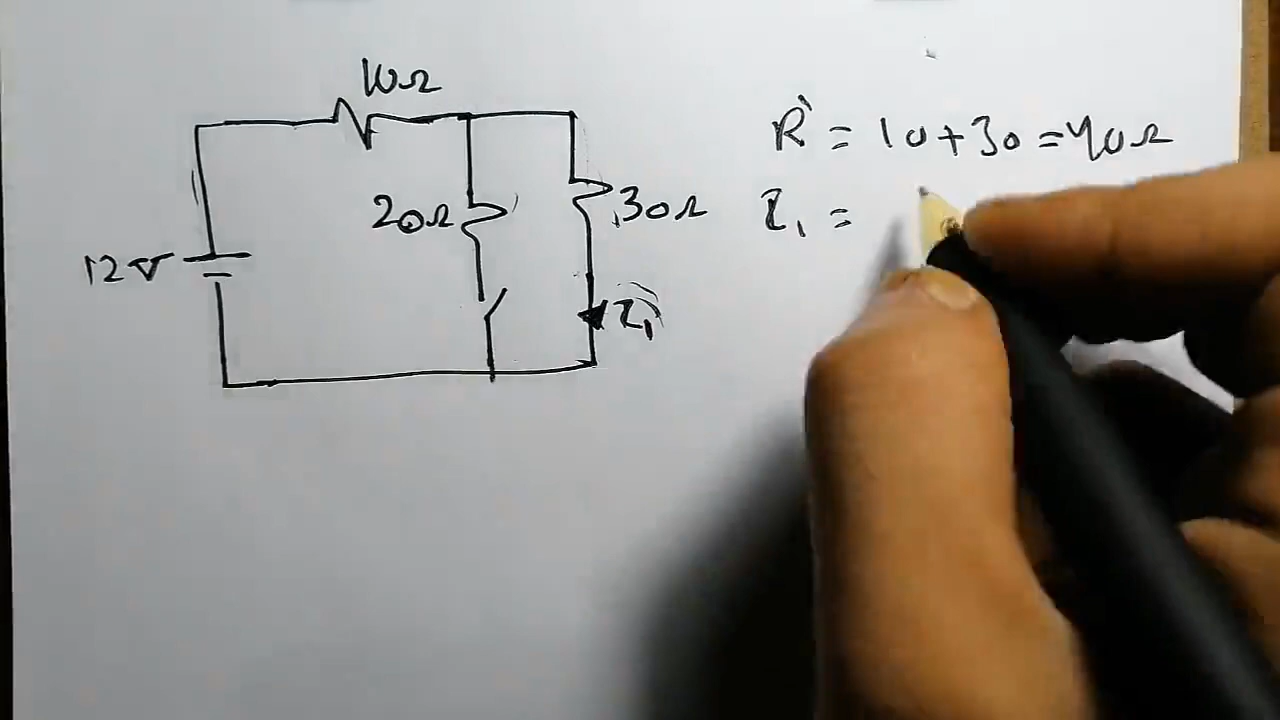 10Ω
R` = 10+30 = 40Ω
20Ω
30Ω
I₁ =
12V
I₁